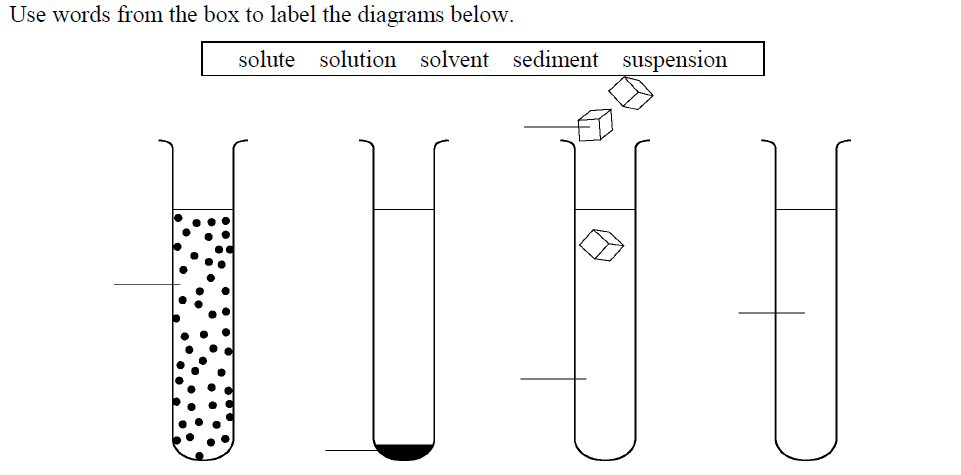 Use words from the box to label the diagrams below.
solute solution solvent sediment suspension